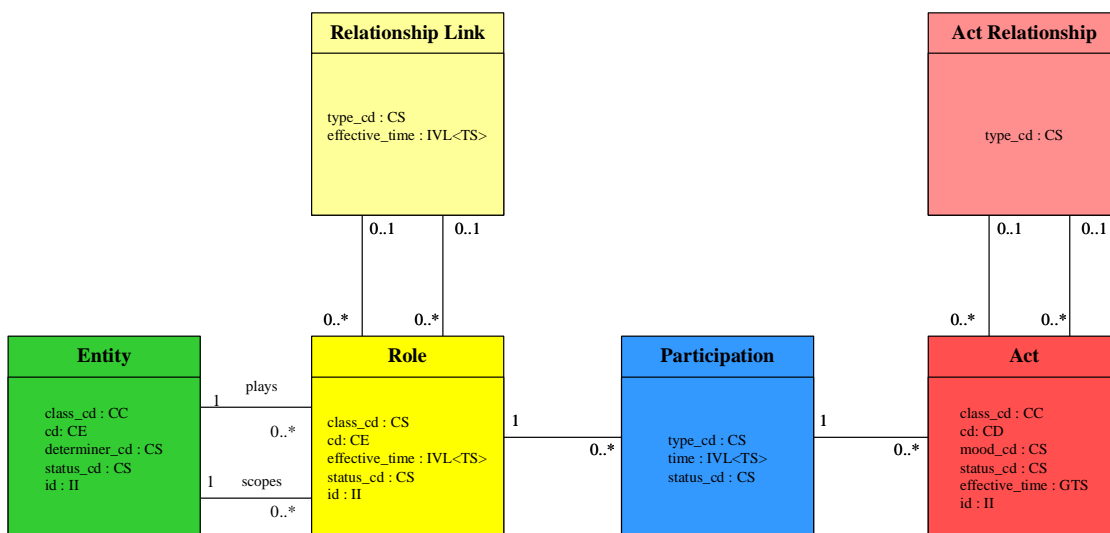 Relationship Link
type_cd : CS
effective_time : IVL<TS>
Act Relationship
type_cd : CS
0..1
0..1
0..1
0..1
0..*
0..*
0..*
0..*
Entity
class_cd : CC
cd: CE
determiner_cd : CS
status_cd : CS
id : II
plays
1
0..*
1
scopes
0..*
Role
class_cd : CS
cd: CE
effective_time : IVL<TS>
status_cd : CS
id : II
1
0..*
Participation
type_cd : CS
time : IVL<TS>
status_cd : CS
1
0..*
Act
class_cd : CC
cd: CD
mood_cd : CS
status_cd : CS
effective_time : GTS
id : II